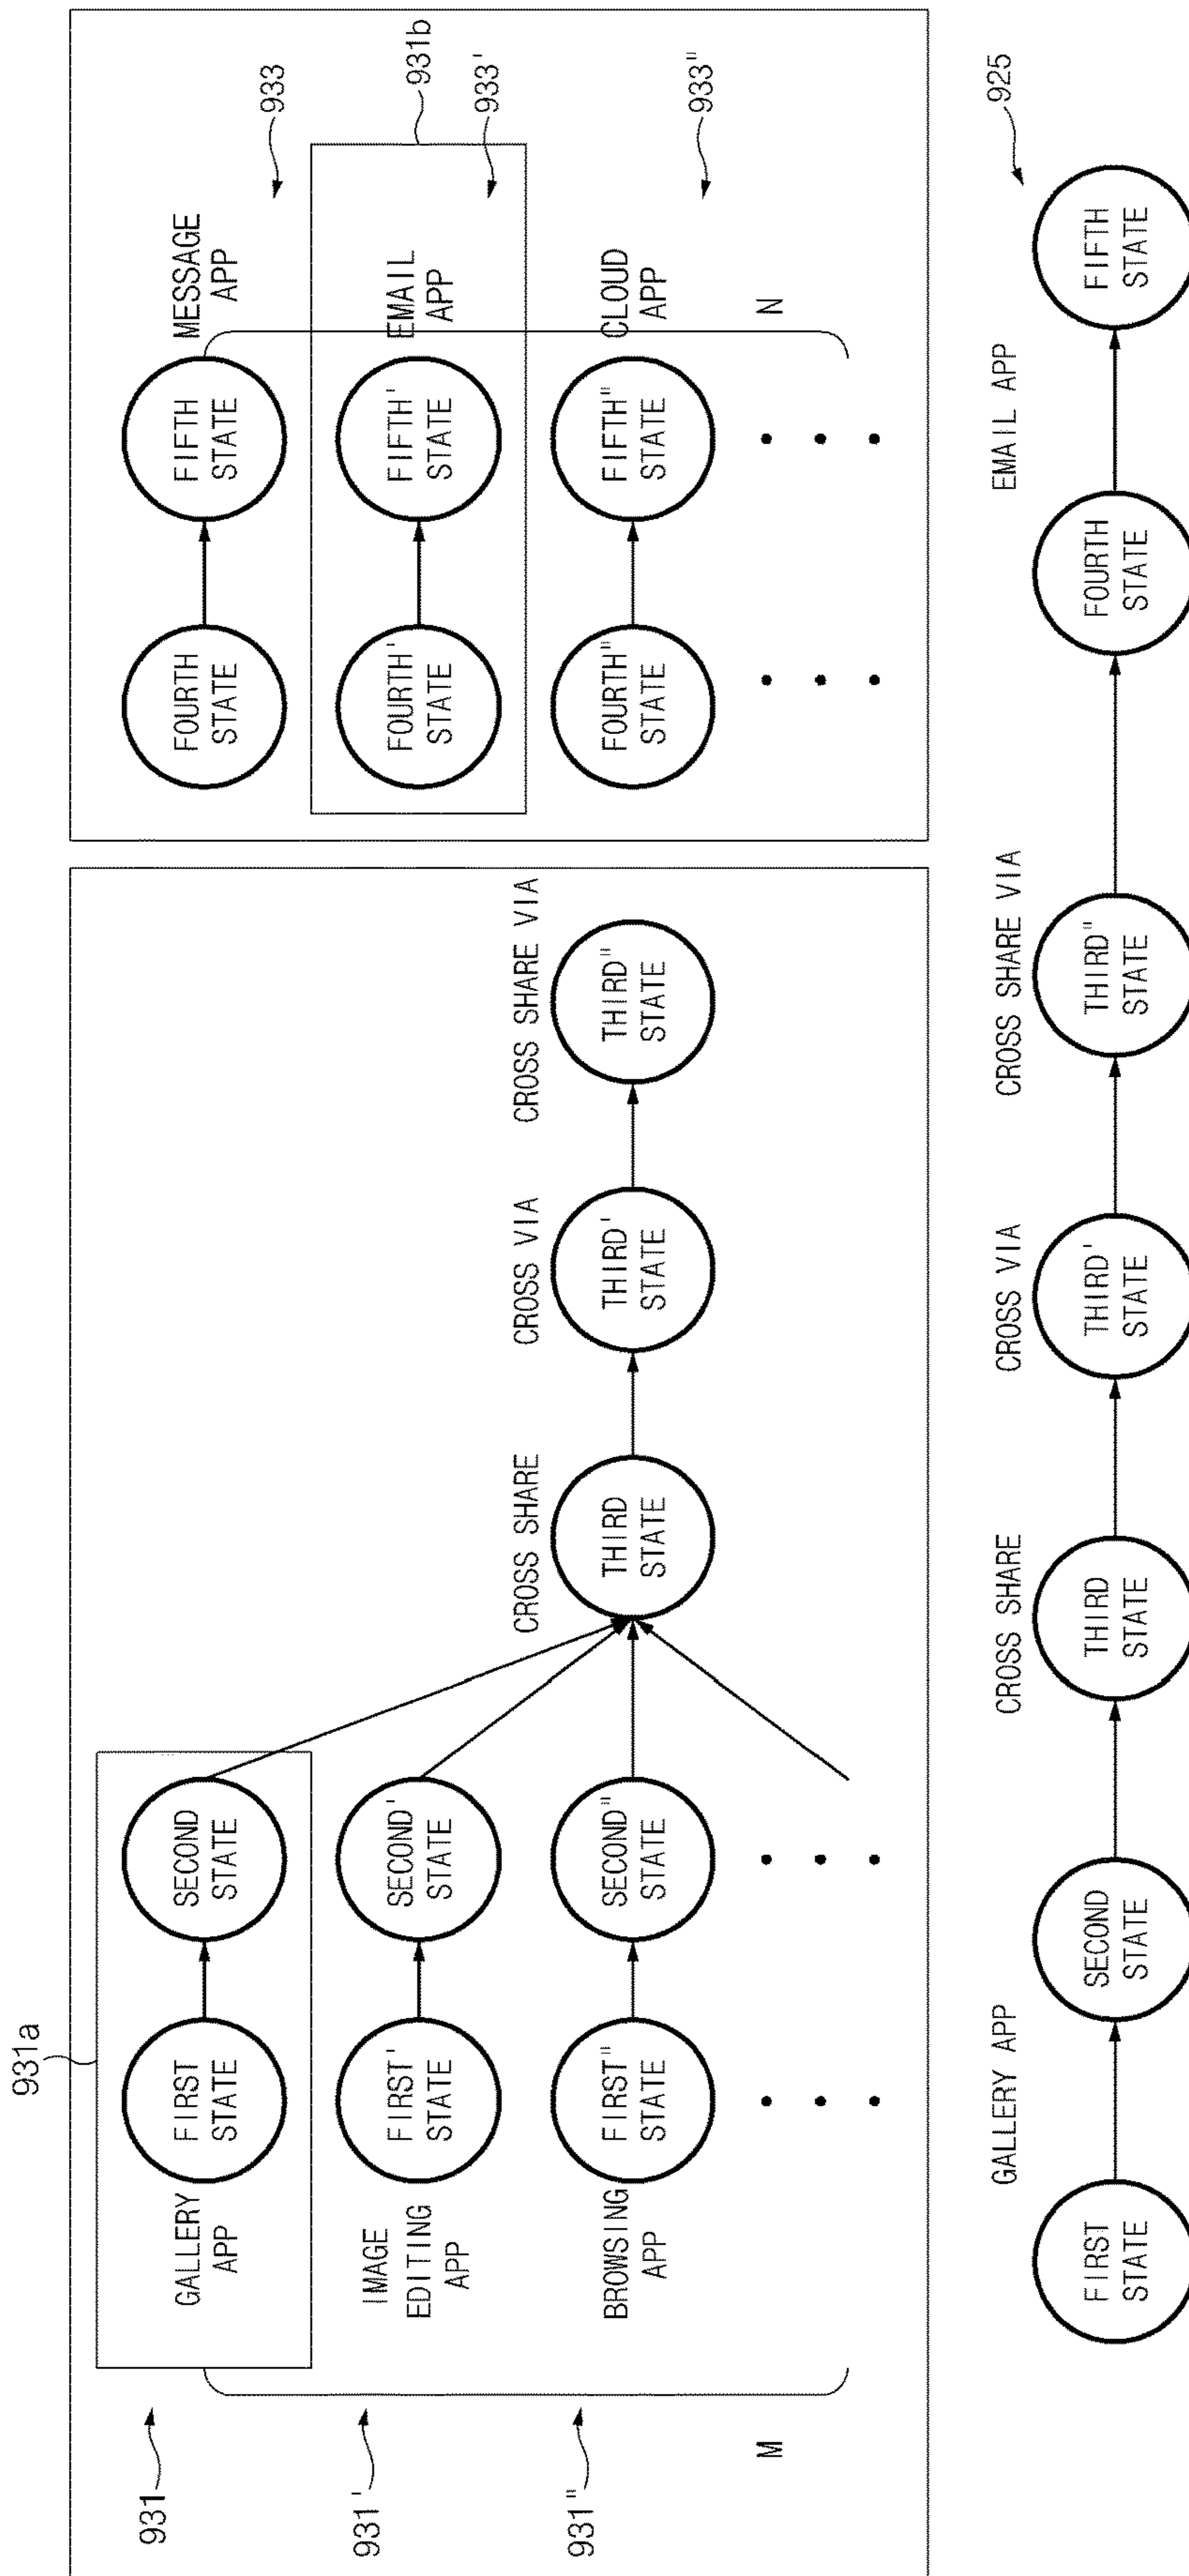 931a
931
GALLERY
APP
FIRST
STATE
SECOND
STATE
931'
IMAGE
EDITING
APP
FIRST'
STATE
SECOND'
STATE
931"
BROWSING
APP
FIRST"
STATE
SECOND"
STATE
M
CROSS SHARE
THIRD
STATE
CROSS VIA
THIRD'
STATE
CROSS SHARE VIA
THIRD"
STATE
FOURTH
STATE
FIFTH
STATE
MESSAGE
APP
933
FOURTH'
STATE
FIFTH'
STATE
EMAIL
APP
931b
933'
FOURTH"
STATE
FIFTH"
STATE
CLOUD
APP
933"
N
GALLERY APP
FIRST
STATE
SECOND
STATE
CROSS SHARE
THIRD
STATE
CROSS VIA
THIRD'
STATE
CROSS SHARE VIA
THIRD"
STATE
EMAIL APP
FOURTH
STATE
FIFTH
STATE
925